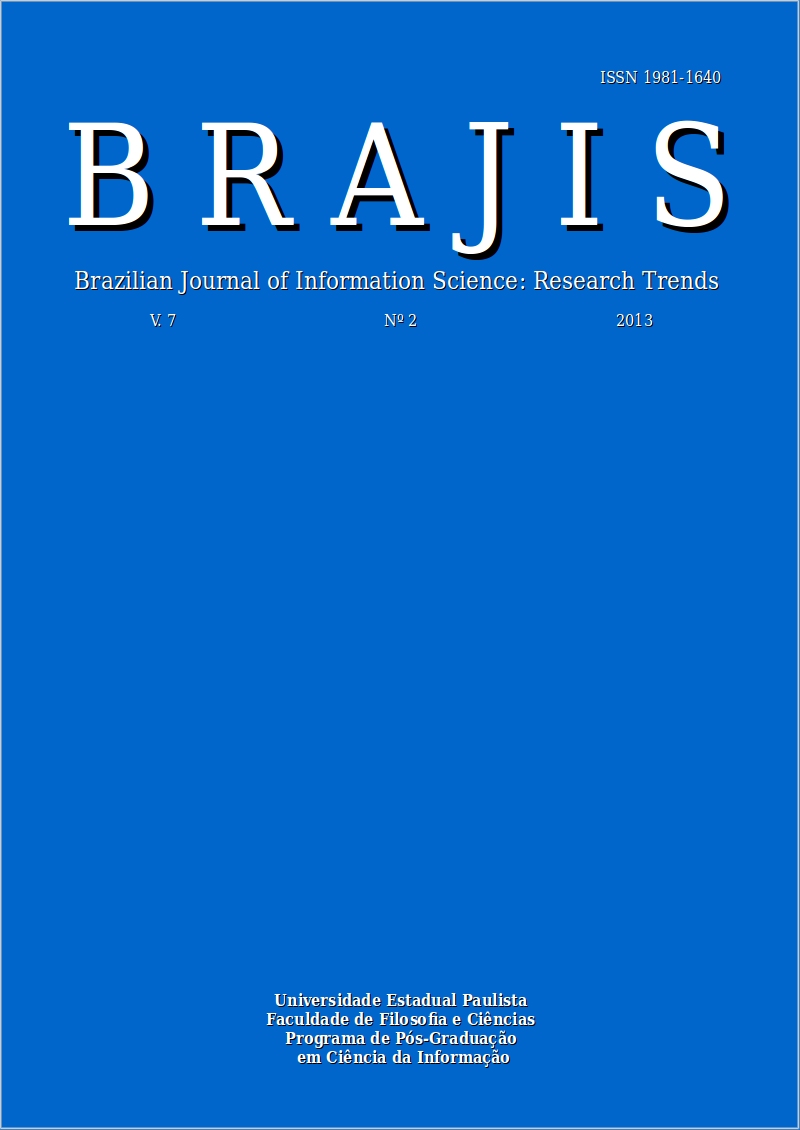 ISSN 1981-1640
B R A J I S
Brazilian Journal of Information Science: Research Trends
V. 7 Nº 2 2013
Universidade Estadual Paulista
Faculdade de Filosofia e Ciências
Programa de Pós-Graduação
em Ciência da Informação